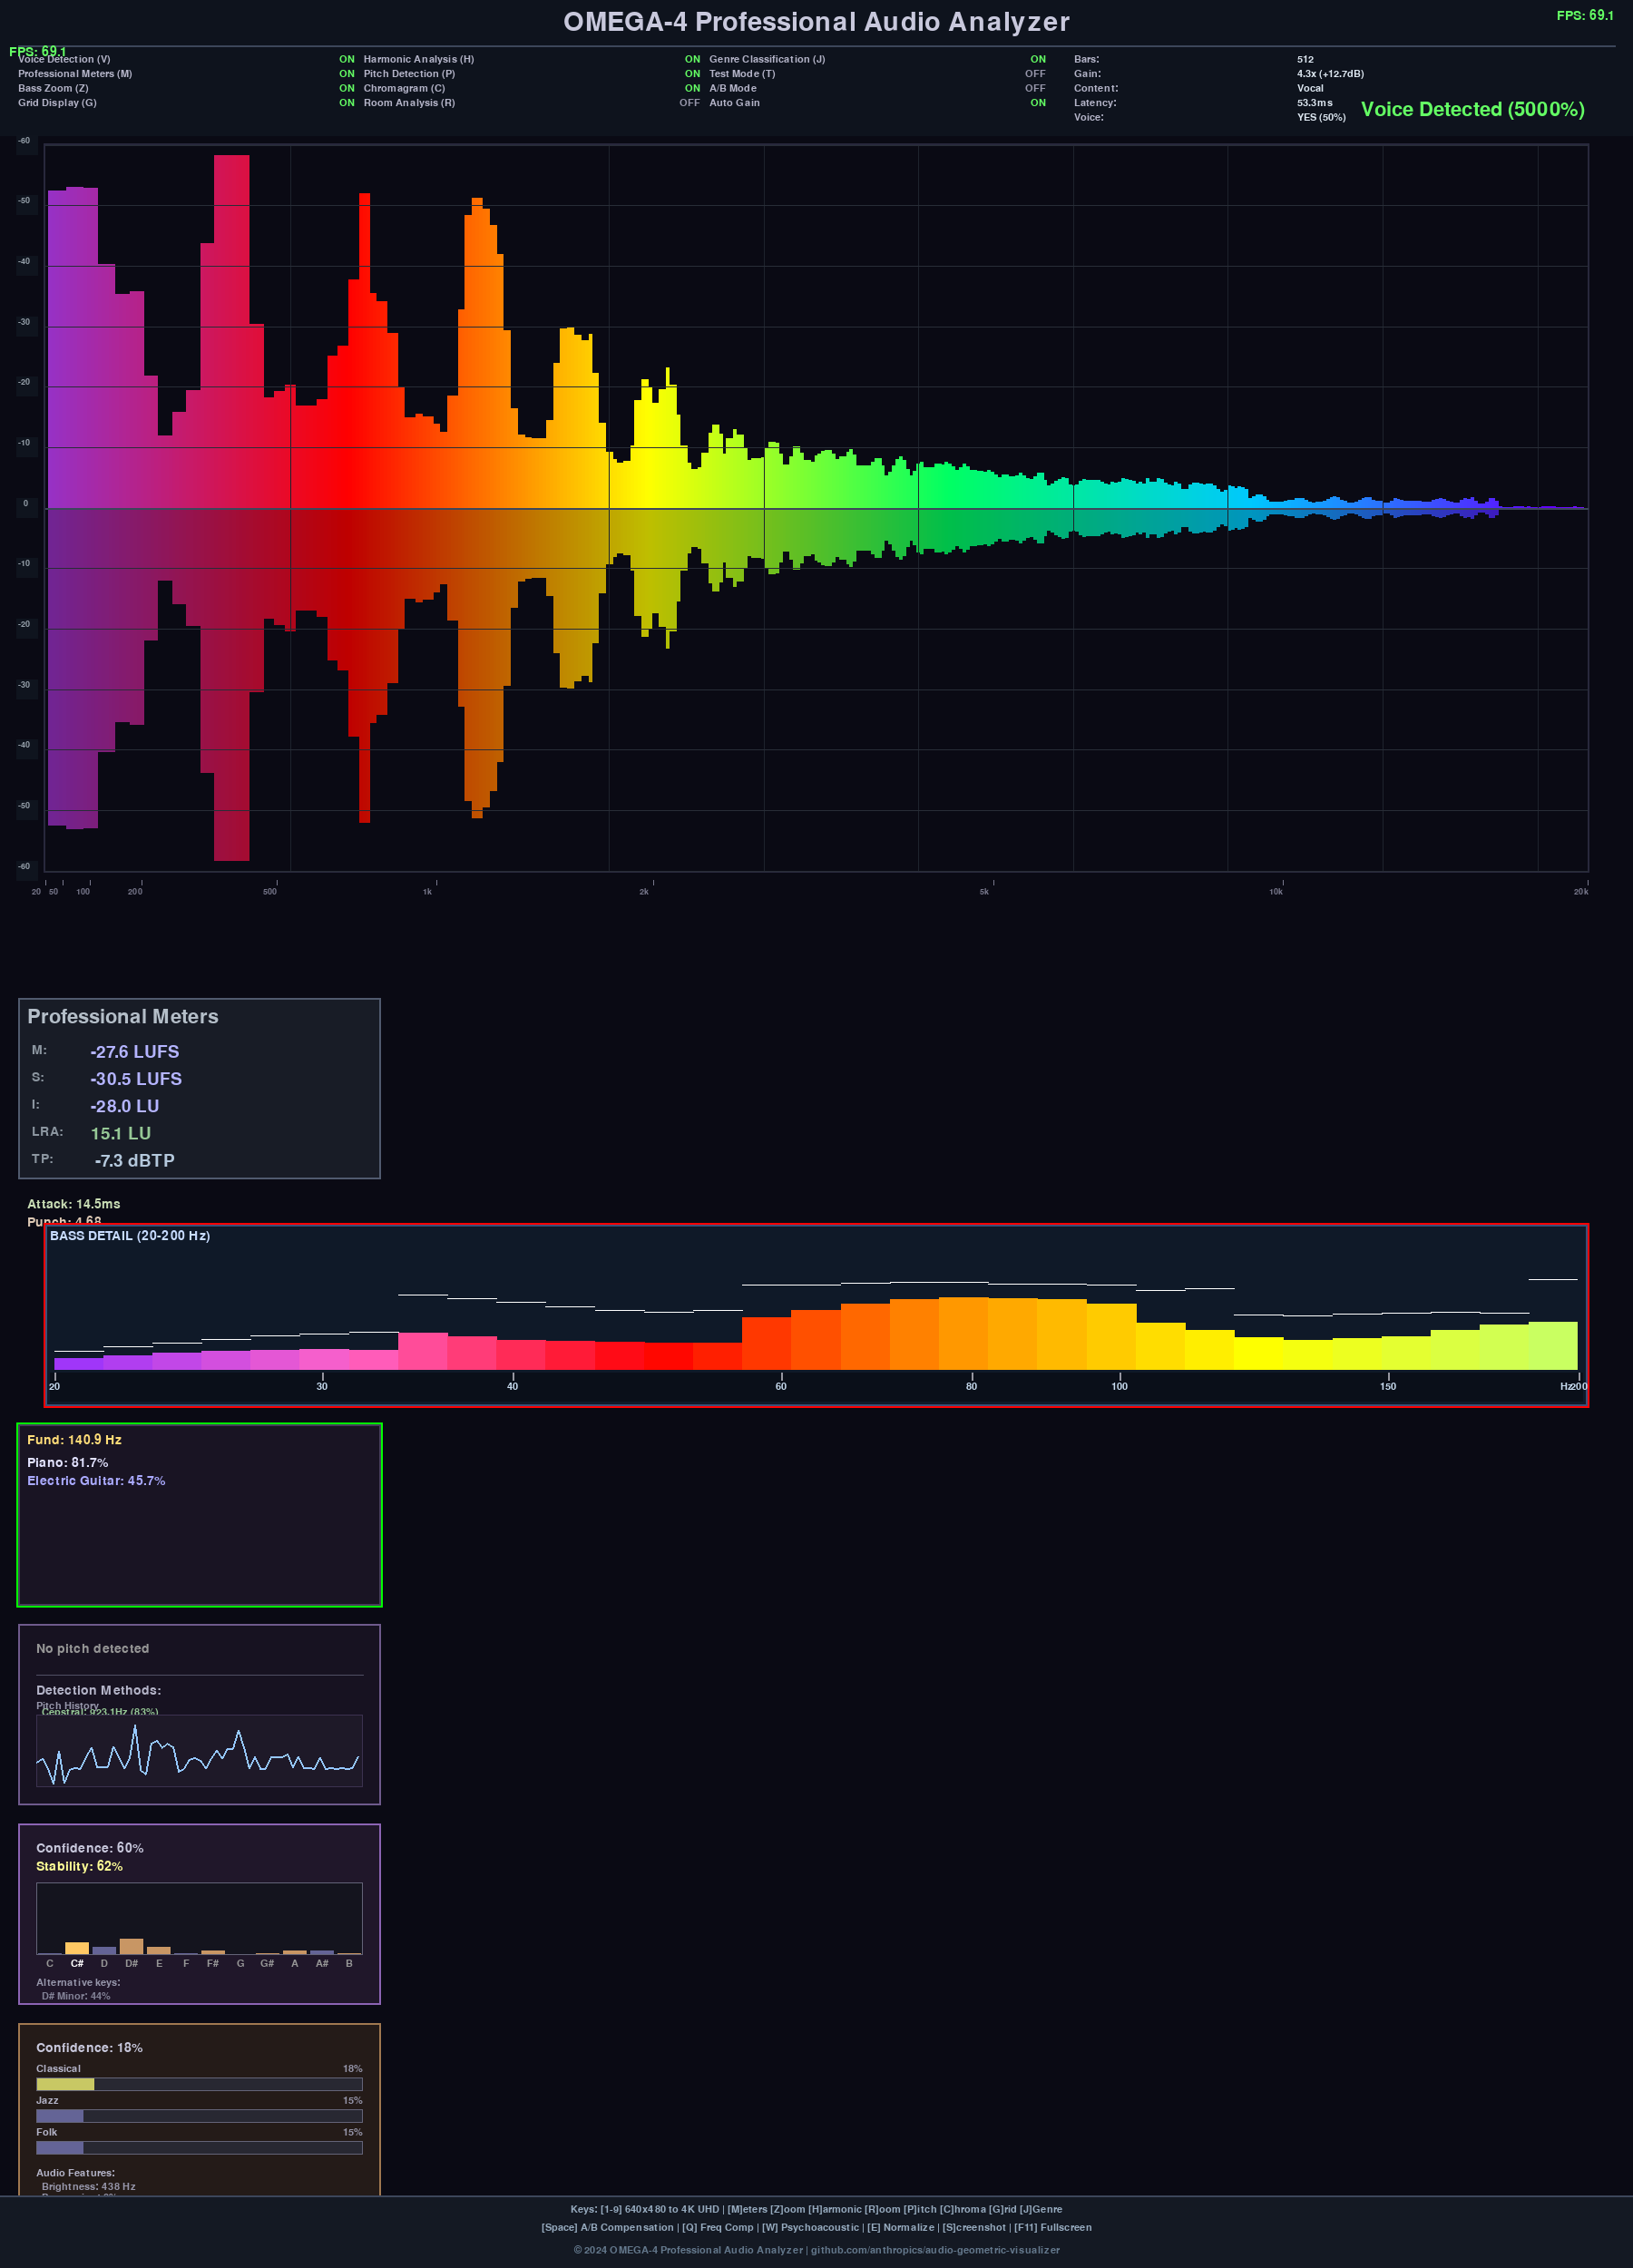 OMEGA-4 Professional Audio Analyzer
FPS: 69.1
FPS: 69.1
Voice Detection (V) ON Harmonic Analysis (H) ON Genre Classification (J) ON Bars: 512
Professional Meters (M) ON Pitch Detection (P) ON Test Mode (T) OFF Gain: 4.3x (+12.7dB)
Bass Zoom (Z) ON Chromagram (C) ON A/B Mode OFF Content: Vocal
Grid Display (G) ON Room Analysis (R) OFF Auto Gain ON Latency: 53.3ms
Voice: YES (50%)
Voice Detected (5000%)
-60
-50
-40
-30
-20
-10
0
-10
-20
-30
-40
-50
-60
20 50 100 200 500 1k 2k 5k 10k 20k
Professional Meters
M: -27.6 LUFS
S: -30.5 LUFS
I: -28.0 LU
LRA: 15.1 LU
TP: -7.3 dBTP
Attack: 14.5ms
Punch: 4.68
BASS DETAIL (20-200 Hz)
20 30 40 60 80 100 150 Hz 200
Fund: 140.9 Hz
Piano: 81.7%
Electric Guitar: 45.7%
No pitch detected
Detection Methods:
Pitch History
Cepstral: 923.1Hz (83%)
Confidence: 60%
Stability: 62%
C C# D D# E F F# G G# A A# B
Alternative keys:
D# Minor: 44%
Confidence: 18%
Classical 18%
Jazz 15%
Folk 15%
Audio Features:
Brightness: 438 Hz
Keys: [1-9] 640x480 to 4K UHD | [M]eters [Z]oom [H]armonic [R]oom [P]itch [C]hroma [G]rid [J]Genre
[Space] A/B Compensation | [Q] Freq Comp | [W] Psychoacoustic | [E] Normalize | [S]creenshot | [F11] Fullscreen
© 2024 OMEGA-4 Professional Audio Analyzer | github.com/anthropics/audio-geometric-visualizer